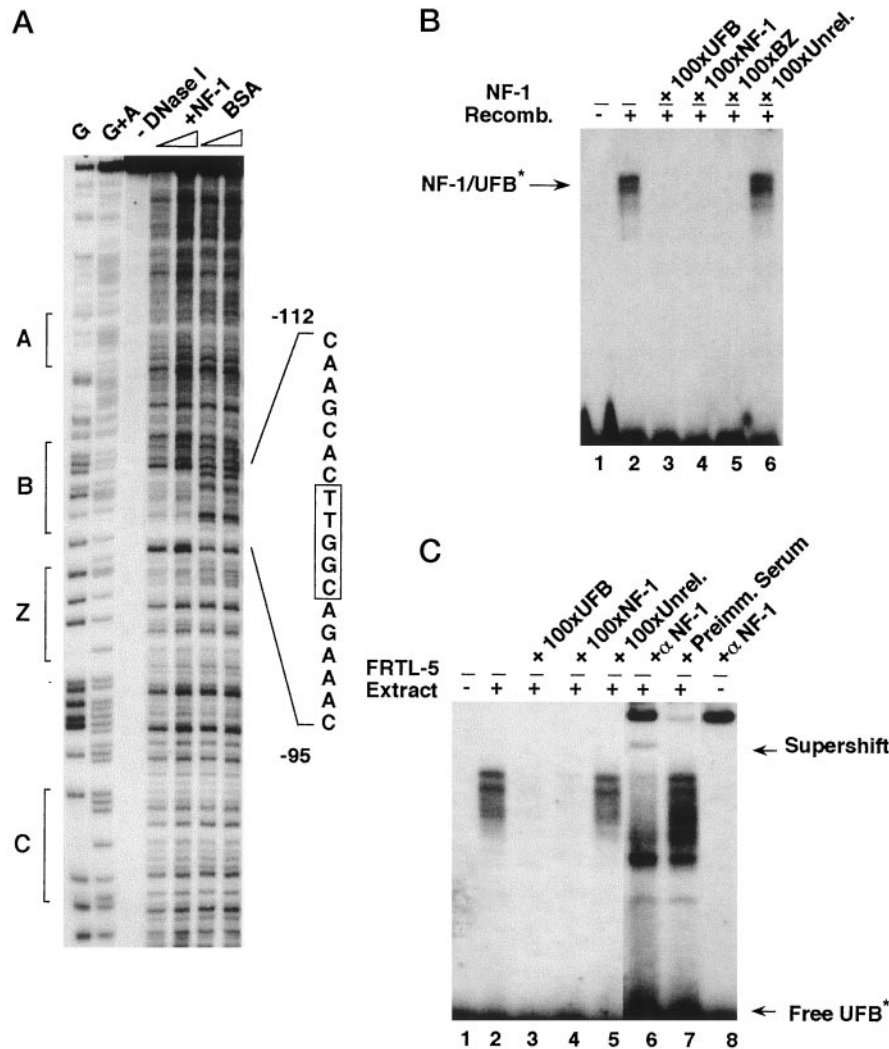 A
G
G+A
- DNase I
+NF-1
BSA
A
B
Z
C
-112
C
A
A
G
C
A
C
T
T
G
G
C
A
G
A
A
A
C
-95
B
NF-1
Recomb.
- + + + + +
+ 100xUFB
+ 100xNF-1
+ 100xBZ
+ 100xUnrel.
NF-1/UFB*
1 2 3 4 5 6
C
FRTL-5
Extract
- + + + + + + -
+ 100xUFB
+ 100xNF-1
+ 100xUnrel.
+α NF-1
+ Preimm. Serum
+α NF-1
Supershift
Free UFB*
1 2 3 4 5 6 7 8